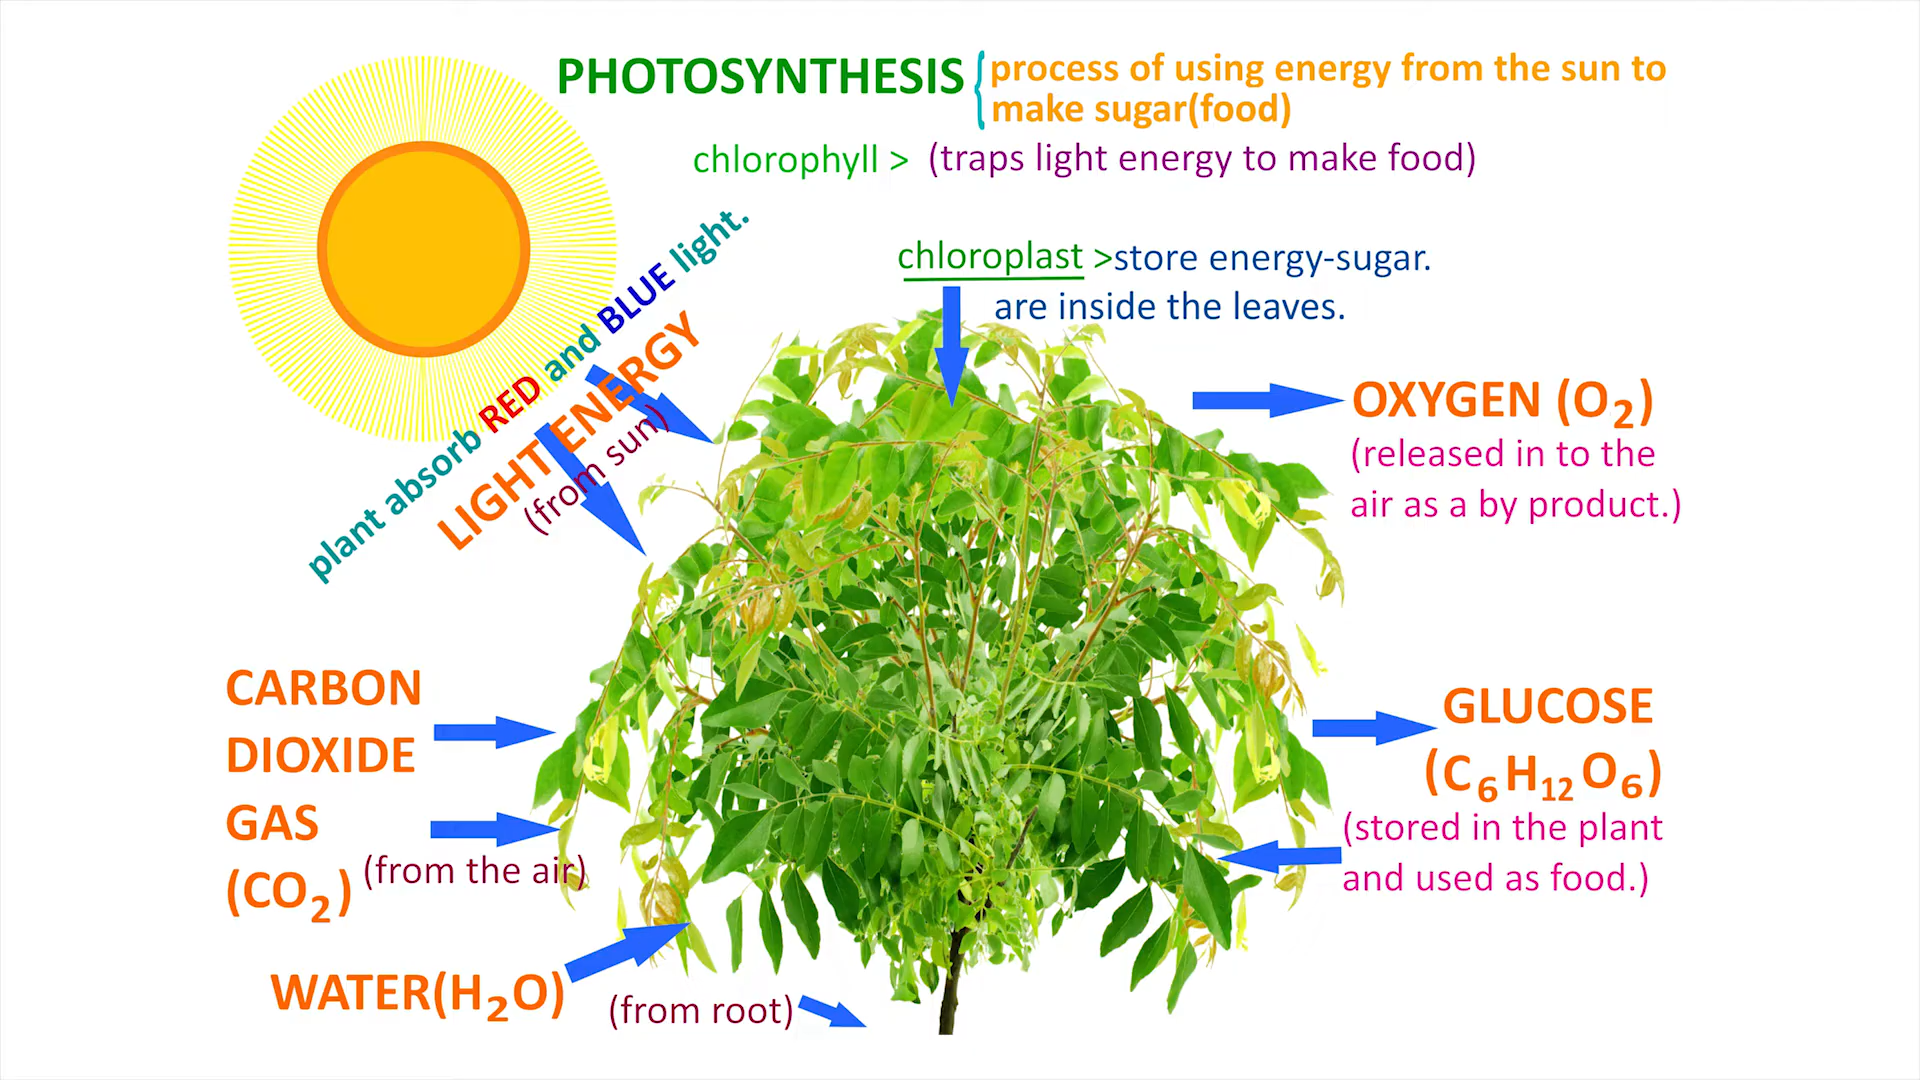 PHOTOSYNTHESIS
process of using energy from the sun to
make sugar(food)
chlorophyll > (traps light energy to make food)
chloroplast >store energy-sugar.
are inside the leaves.
plant absorb RED and BLUE light.
LIGHT ENERGY
(from sun)
OXYGEN (O₂)
(released in to the
air as a by product.)
CARBON
DIOXIDE
GAS
(CO₂) (from the air)
GLUCOSE
(C₆H₁₂O₆)
(stored in the plant
and used as food.)
WATER(H₂O)
(from root)